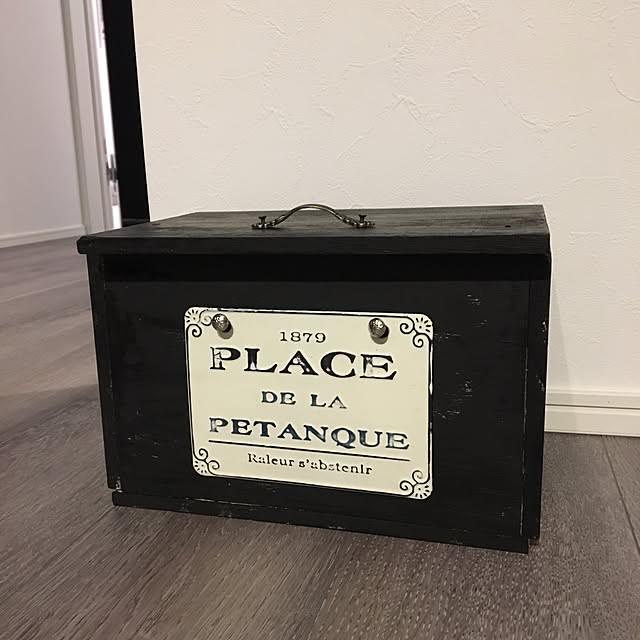 1879
PLACE
DE LA
PETANQUE
Raleur s'abstenir